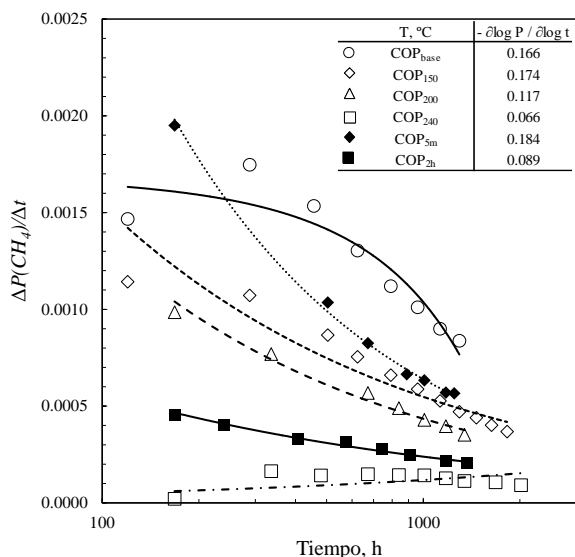 0.0025
0.0020
0.0015
0.0010
0.0005
0.0000
100
1000
ΔP(CH₄)/Δt
Tiempo, h
T, ºC - ∂log P / ∂log t
COP_base 0.166
COP₁₅₀ 0.174
COP₂₀₀ 0.117
COP₂₄₀ 0.066
COP₅ₘ 0.184
COP₂ₕ 0.089